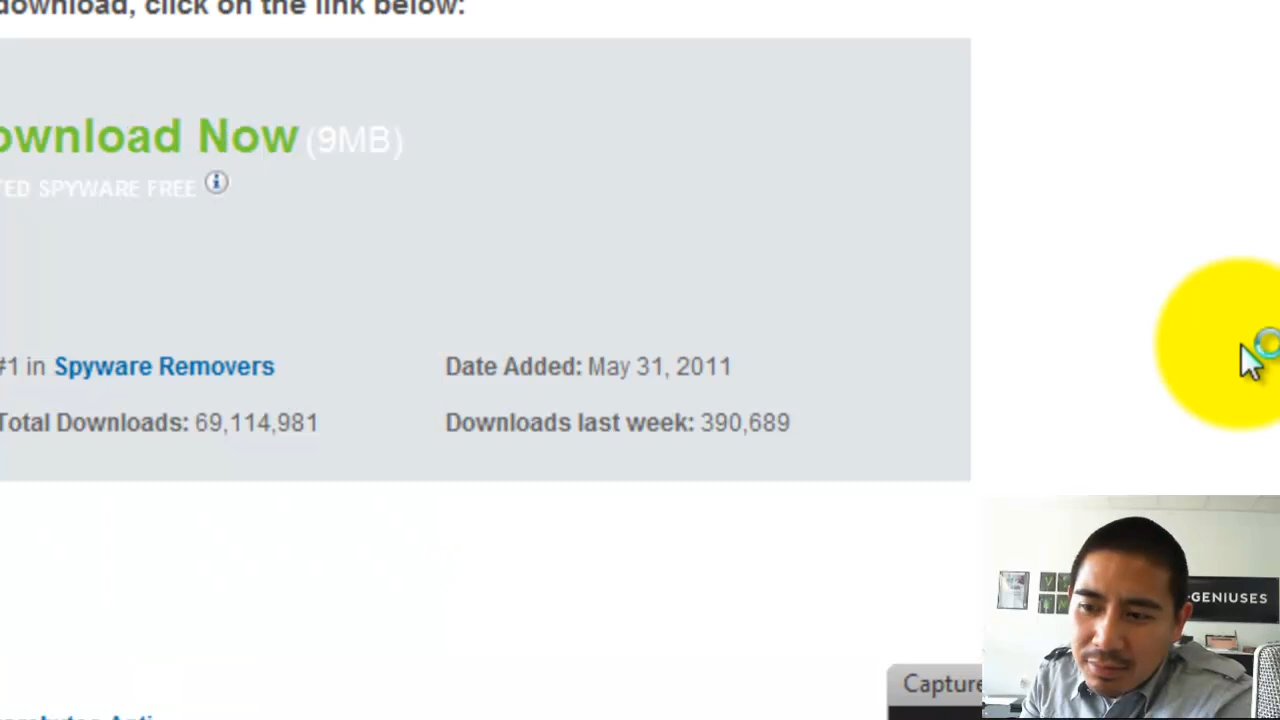 download, click on the link below:
ownload Now (9MB)
TED SPYWARE FREE
#1 in Spyware Removers
Date Added: May 31, 2011
Total Downloads: 69,114,981
Downloads last week: 390,689
GENIUSES
Capture